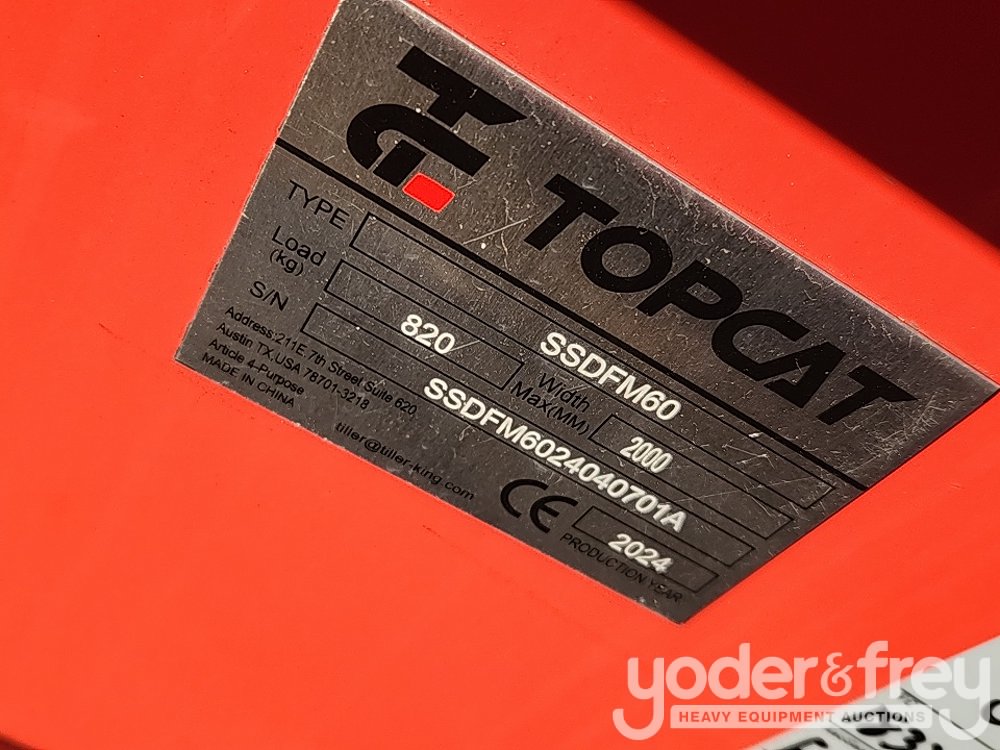 TC TOPCAT
TYPE SSDFM60
Load (kg) 820 Width Max(MM) 2000
S/N SSDFM6024040701A
Address:211E.7th Street Suite 620
Austin TX,USA 78701-3218
Article 4-Purpose
MADE IN CHINA
tiller@tiller-king.com
CE 2024
PRODUCTION YEAR
yoder&frey
HEAVY EQUIPMENT AUCTIONS